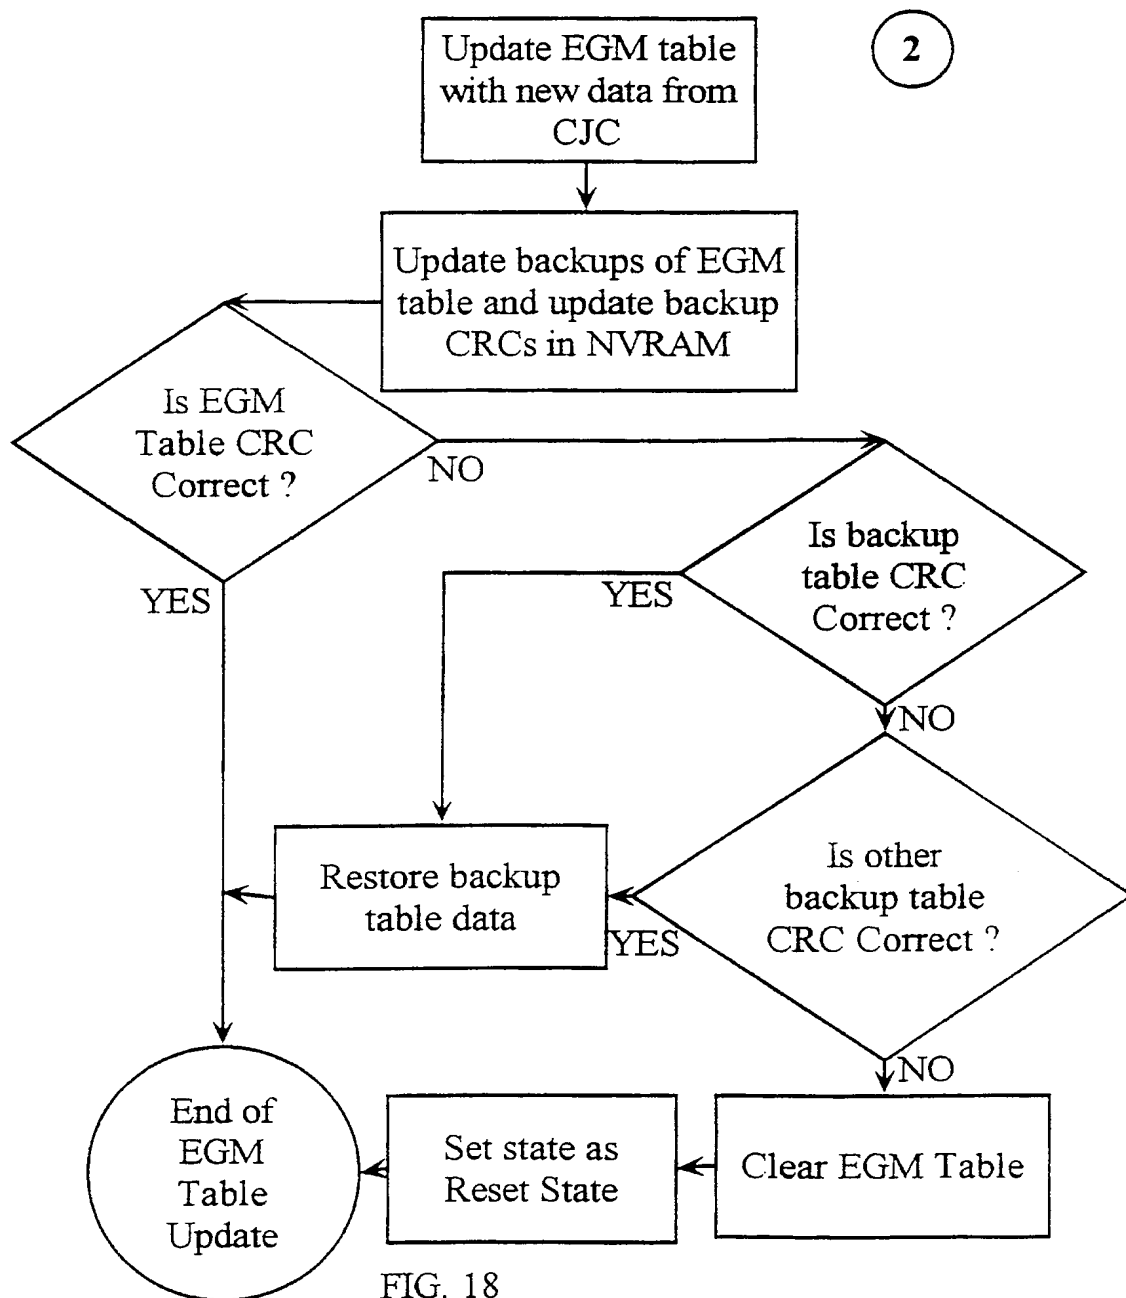 Update EGM table
with new data from
CJC
2
Update backups of EGM
table and update backup
CRCs in NVRAM
Is EGM
Table CRC
Correct ?
NO
YES
Is backup
table CRC
Correct ?
YES
NO
Restore backup
table data
Is other
backup table
CRC Correct ?
YES
NO
End of
EGM
Table
Update
Set state as
Reset State
Clear EGM Table
FIG. 18